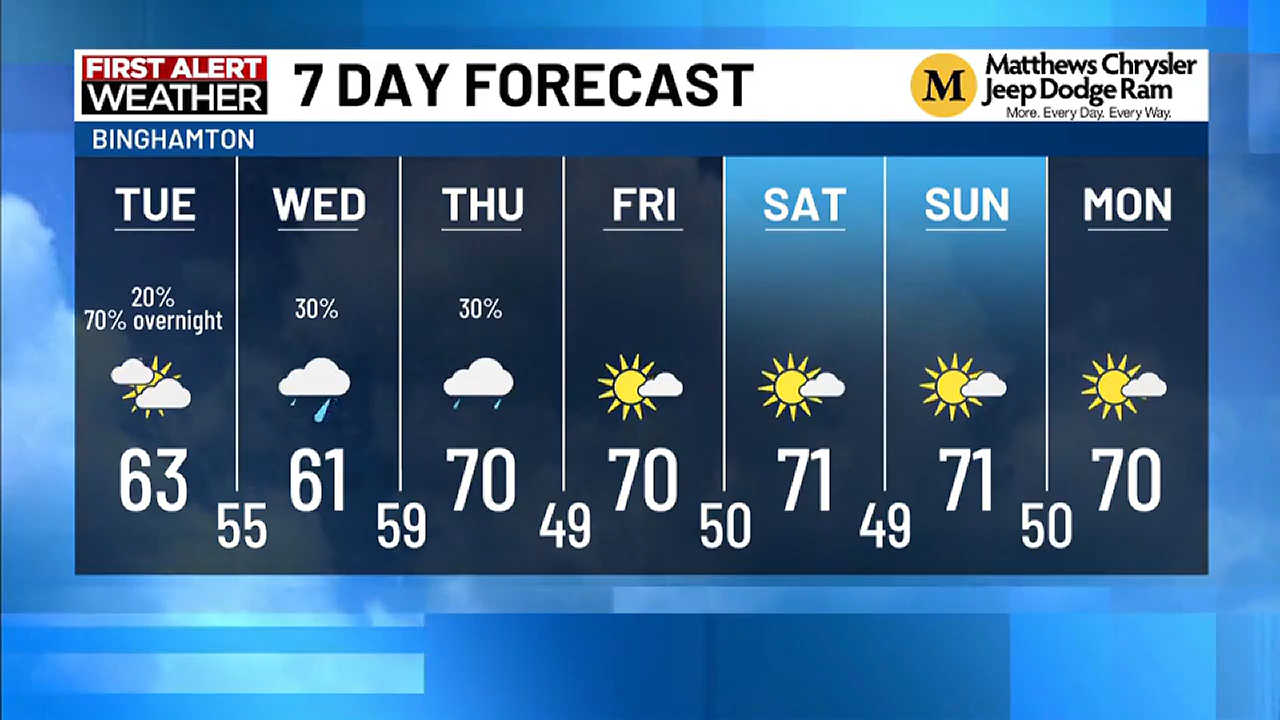 FIRST ALERT
WEATHER
7 DAY FORECAST
M
Matthews Chrysler
Jeep Dodge Ram
More. Every Day. Every Way.
BINGHAMTON
TUE WED THU FRI SAT SUN MON
20%
70% overnight
30%
30%
63 61 70 70 71 71 70
55 59 49 50 49 50